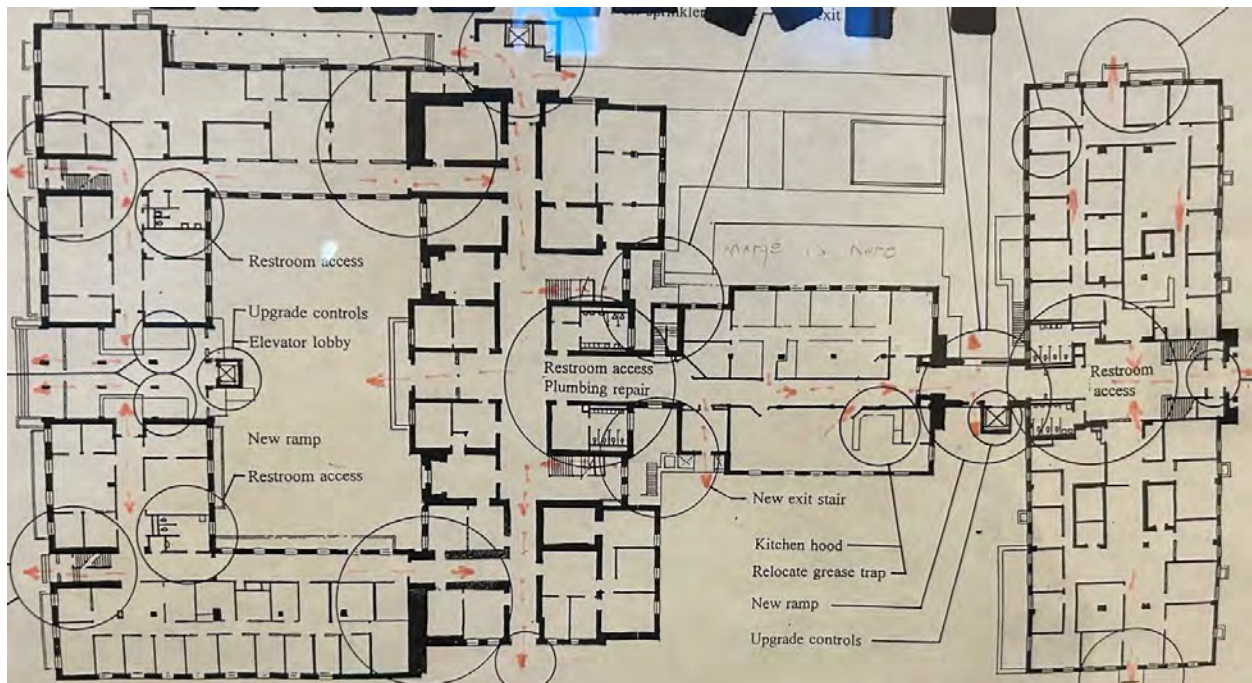 sprinkler
exit
Restroom access
Upgrade controls
Elevator lobby
Restroom access
Plumbing repair
Restroom
access
New ramp
Restroom access
New exit stair
Kitchen hood
Relocate grease trap
New ramp
Upgrade controls